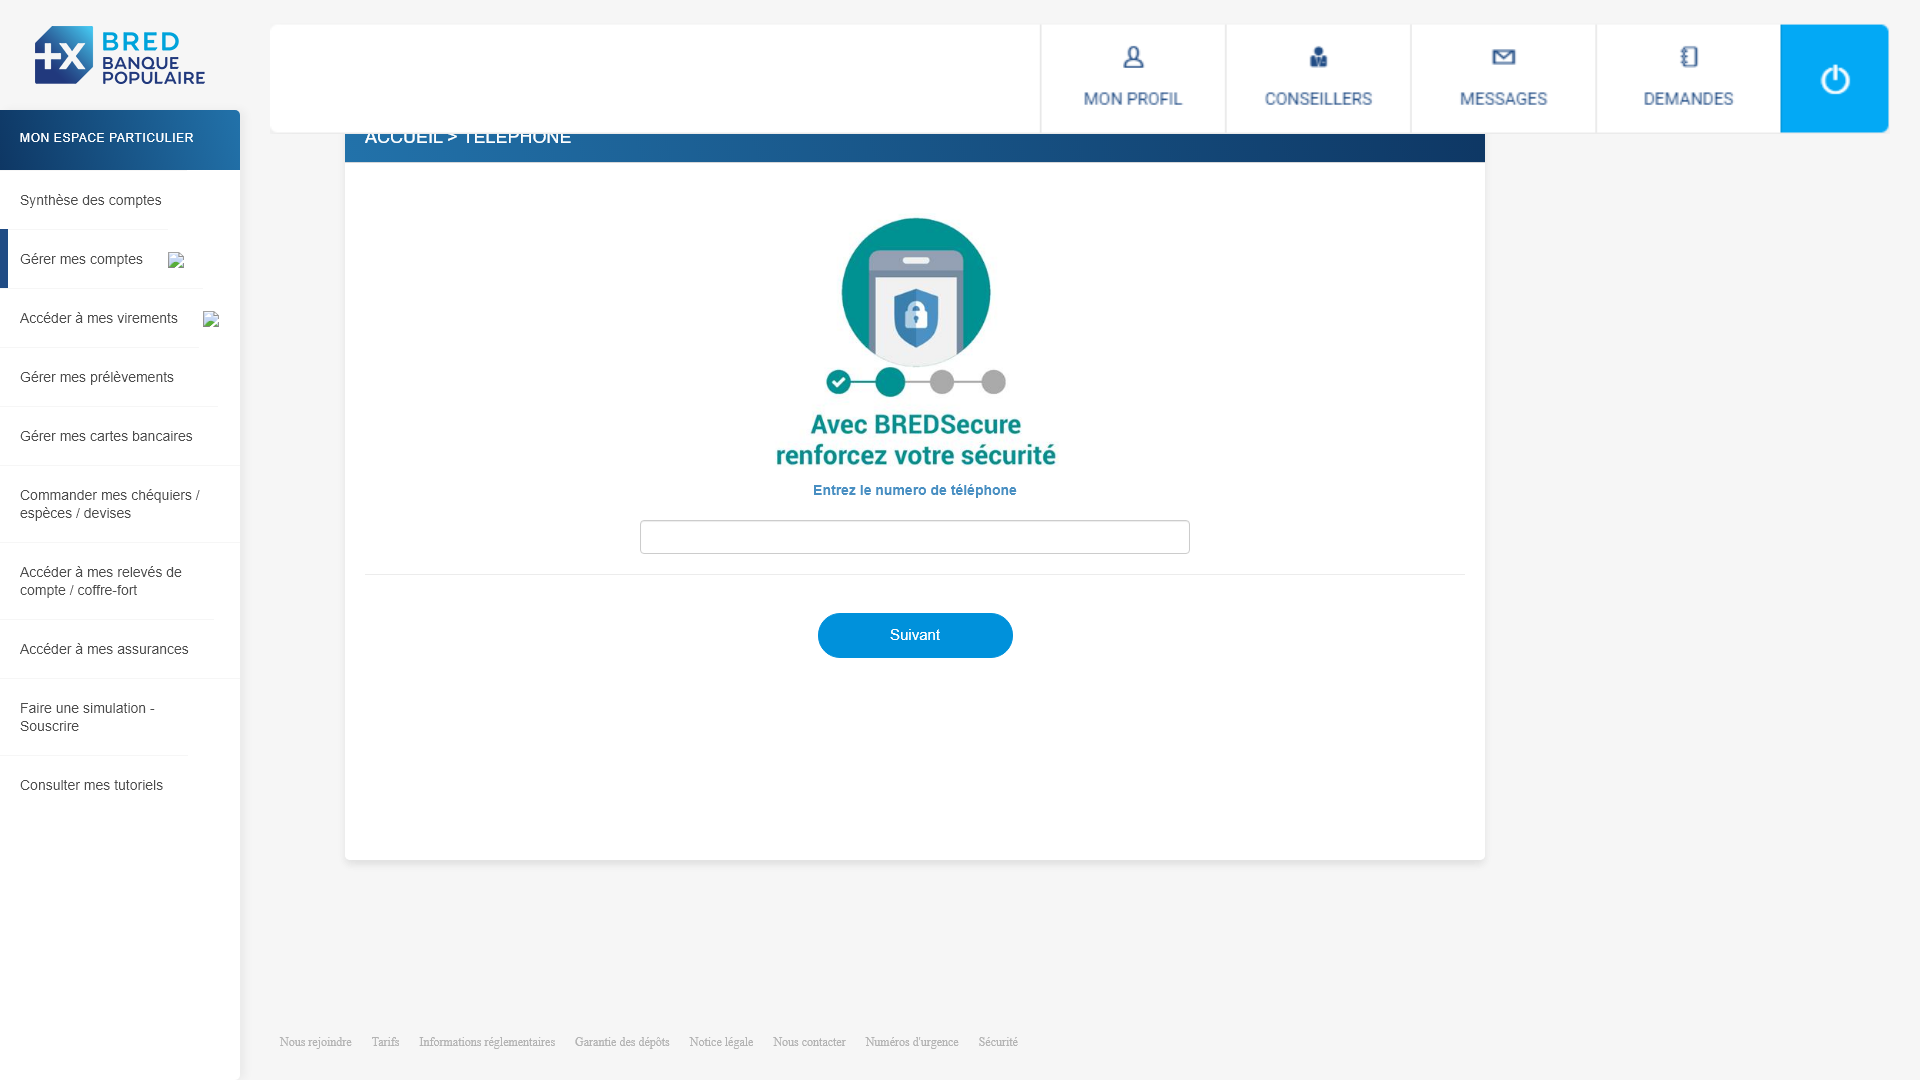 BRED
BANQUE
POPULAIRE
MON PROFIL
CONSEILLERS
MESSAGES
DEMANDES
MON ESPACE PARTICULIER
ACCUEIL > TELEPHONE
Synthèse des comptes
Gérer mes comptes
Accéder à mes virements
Gérer mes prélèvements
Gérer mes cartes bancaires
Commander mes chéquiers /
espèces / devises
Accéder à mes relevés de
compte / coffre-fort
Accéder à mes assurances
Faire une simulation -
Souscrire
Consulter mes tutoriels
Avec BREDSecure
renforcez votre sécurité
Entrez le numero de téléphone
Suivant
Nous rejoindre Tarifs Informations réglementaires Garantie des dépôts Notice légale Nous contacter Numéros d'urgence Sécurité